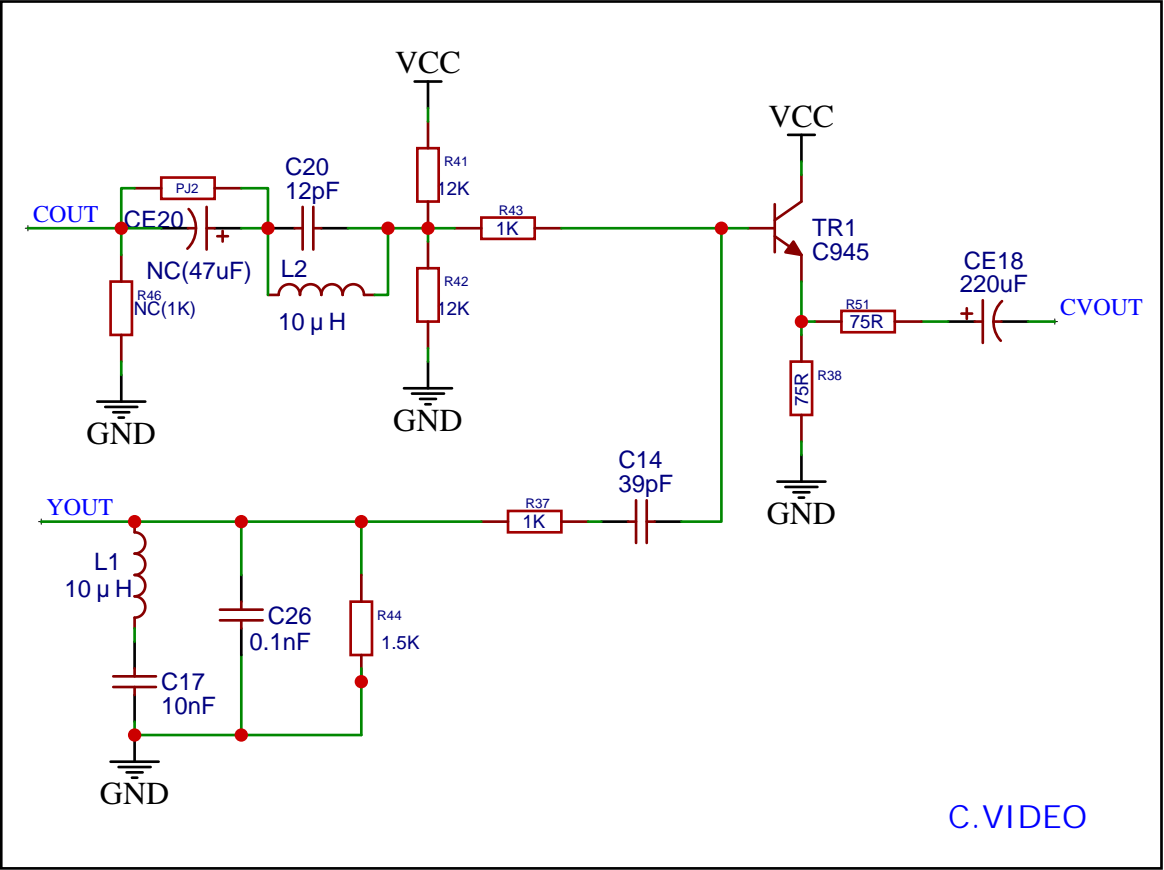 VCC
VCC
C20
12pF
R41
12K
PJ2
COUT
CE20
R43
1K
TR1
C945
NC(47uF)
L2
10 µ H
R46
NC(1K)
R42
12K
CE18
220uF
R51
75R
CVOUT
75R
R38
GND
GND
C14
39pF
YOUT
R37
1K
GND
L1
10 µ H
C26
0.1nF
R44
1.5K
C17
10nF
GND
C.VIDEO